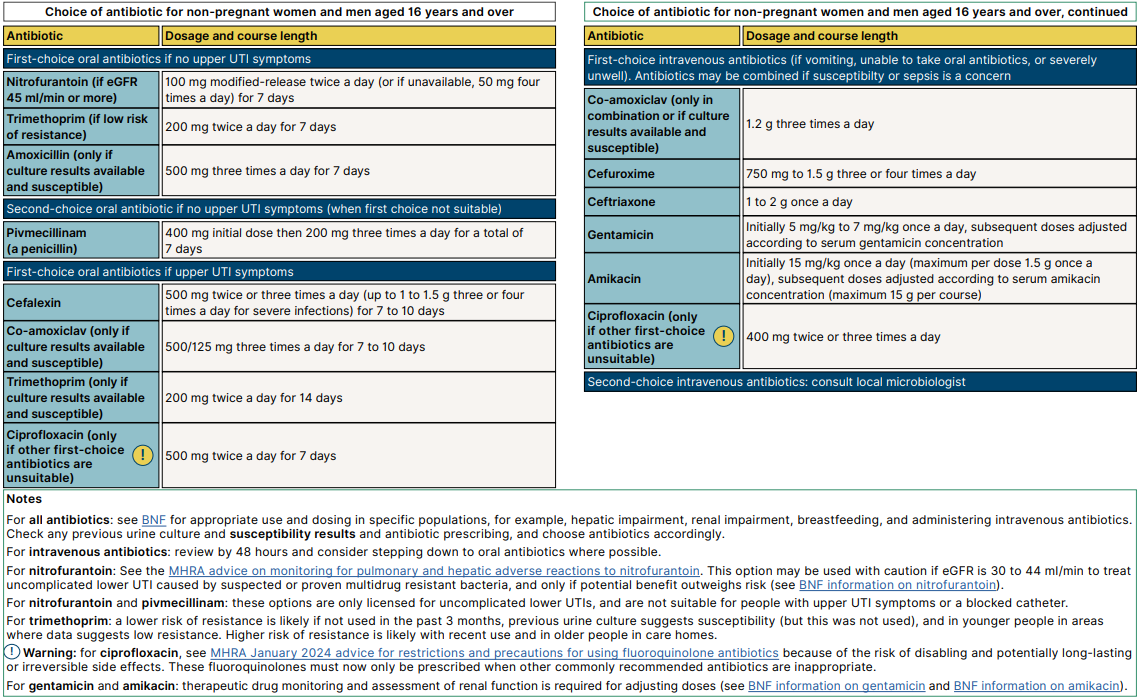 Choice of antibiotic for non-pregnant women and men aged 16 years and over
Antibiotic
Dosage and course length
First-choice oral antibiotics if no upper UTI symptoms
Nitrofurantoin (if eGFR
45 ml/min or more)
100 mg modified-release twice a day (or if unavailable, 50 mg four
times a day) for 7 days
Trimethoprim (if low risk
of resistance)
200 mg twice a day for 7 days
Amoxicillin (only if
culture results available
and susceptible)
500 mg three times a day for 7 days
Second-choice oral antibiotic if no upper UTI symptoms (when first choice not suitable)
Pivmecillinam
(a penicillin)
400 mg initial dose then 200 mg three times a day for a total of
7 days
First-choice oral antibiotics if upper UTI symptoms
Cefalexin
500 mg twice or three times a day (up to 1 to 1.5 g three or four
times a day for severe infections) for 7 to 10 days
Co-amoxiclav (only if
culture results available
and susceptible)
500/125 mg three times a day for 7 to 10 days
Trimethoprim (only if
culture results available
and susceptible)
200 mg twice a day for 14 days
Ciprofloxacin (only
if other first-choice
antibiotics are
unsuitable)
!
500 mg twice a day for 7 days
Choice of antibiotic for non-pregnant women and men aged 16 years and over, continued
Antibiotic
Dosage and course length
First-choice intravenous antibiotics (if vomiting, unable to take oral antibiotics, or severely
unwell). Antibiotics may be combined if susceptibilty or sepsis is a concern
Co-amoxiclav (only in
combination or if culture
results available and
susceptible)
1.2 g three times a day
Cefuroxime
750 mg to 1.5 g three or four times a day
Ceftriaxone
1 to 2 g once a day
Gentamicin
Initially 5 mg/kg to 7 mg/kg once a day, subsequent doses adjusted
according to serum gentamicin concentration
Amikacin
Initially 15 mg/kg once a day (maximum per dose 1.5 g once a
day), subsequent doses adjusted according to serum amikacin
concentration (maximum 15 g per course)
Ciprofloxacin (only
if other first-choice
antibiotics are
unsuitable)
!
400 mg twice or three times a day
Second-choice intravenous antibiotics: consult local microbiologist
Notes
For all antibiotics: see BNF for appropriate use and dosing in specific populations, for example, hepatic impairment, renal impairment, breastfeeding, and administering intravenous antibiotics.
Check any previous urine culture and susceptibility results and antibiotic prescribing, and choose antibiotics accordingly.
For intravenous antibiotics: review by 48 hours and consider stepping down to oral antibiotics where possible.
For nitrofurantoin: See the MHRA advice on monitoring for pulmonary and hepatic adverse reactions to nitrofurantoin. This option may be used with caution if eGFR is 30 to 44 ml/min to treat
uncomplicated lower UTI caused by suspected or proven multidrug resistant bacteria, and only if potential benefit outweighs risk (see BNF information on nitrofurantoin).
For nitrofurantoin and pivmecillinam: these options are only licensed for uncomplicated lower UTIs, and are not suitable for people with upper UTI symptoms or a blocked catheter.
For trimethoprim: a lower risk of resistance is likely if not used in the past 3 months, previous urine culture suggests susceptibility (but this was not used), and in younger people in areas
where data suggests low resistance. Higher risk of resistance is likely with recent use and in older people in care homes.
! Warning: for ciprofloxacin, see MHRA January 2024 advice for restrictions and precautions for using fluoroquinolone antibiotics because of the risk of disabling and potentially long-lasting
or irreversible side effects. These fluoroquinolones must now only be prescribed when other commonly recommended antibiotics are inappropriate.
For gentamicin and amikacin: therapeutic drug monitoring and assessment of renal function is required for adjusting doses (see BNF information on gentamicin and BNF information on amikacin).